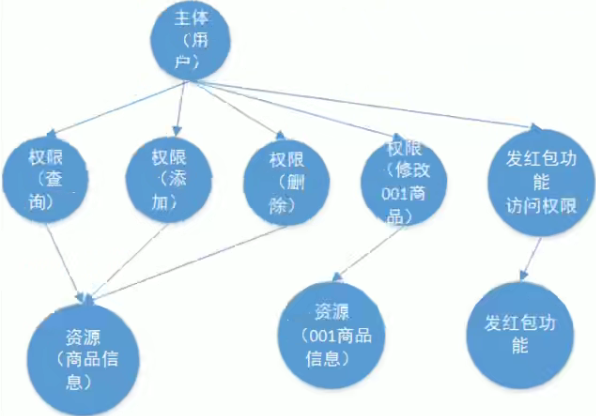 主体
（用
户）
权限
（查
询）
权限
（添
加）
权限
（删
除）
权限
（修改
001商
品）
发红包功
能
访问权限
资源
（商品信
息）
资源
（001商品
信息）
发红包功
能